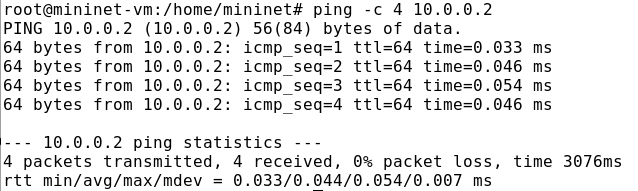 root@mininet-vm:/home/mininet# ping -c 4 10.0.0.2
PING 10.0.0.2 (10.0.0.2) 56(84) bytes of data.
64 bytes from 10.0.0.2: icmp_seq=1 ttl=64 time=0.033 ms
64 bytes from 10.0.0.2: icmp_seq=2 ttl=64 time=0.046 ms
64 bytes from 10.0.0.2: icmp_seq=3 ttl=64 time=0.054 ms
64 bytes from 10.0.0.2: icmp_seq=4 ttl=64 time=0.046 ms
--- 10.0.0.2 ping statistics ---
4 packets transmitted, 4 received, 0% packet loss, time 3076ms
rtt min/avg/max/mdev = 0.033/0.044/0.054/0.007 ms